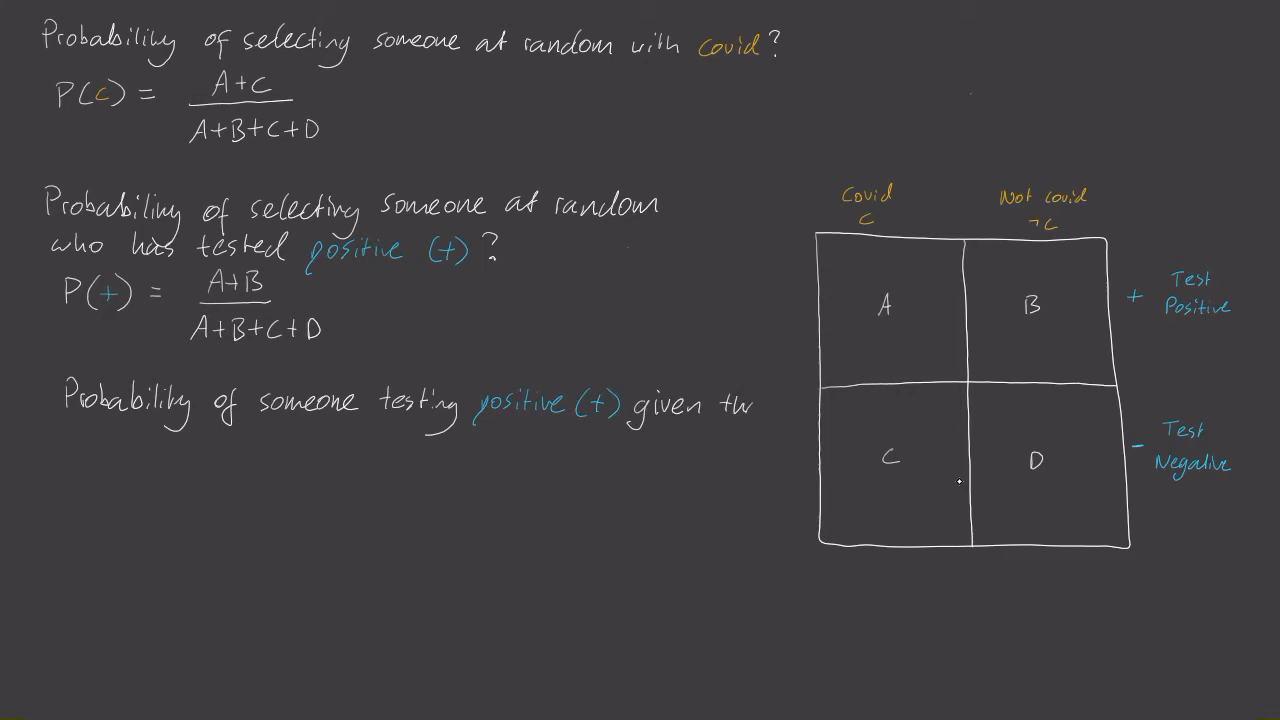 Probability of selecting someone at random with covid?
P(c) = A+C
A+B+C+D
Probability of selecting someone at random
who has tested positive (+)?
P(+) = A+B
A+B+C+D
Probability of someone testing positive (+) given
Covid
C
Not covid
¬C
A
B
+ Test
Positive
C
D
- Test
Negative